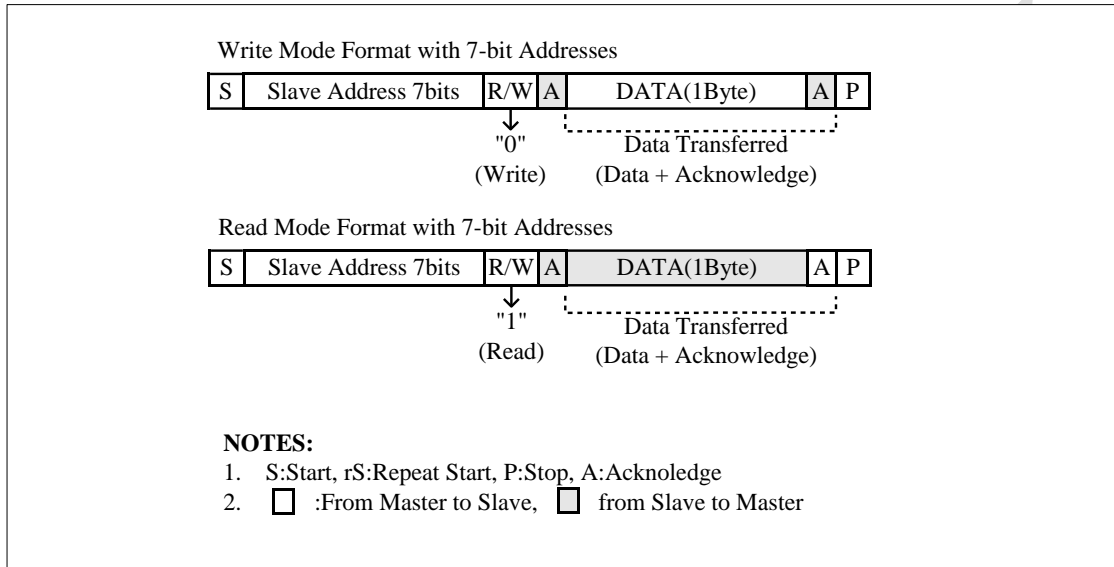 Write Mode Format with 7-bit Addresses
S Slave Address 7bits R/W A DATA(1Byte) A P
"0" Data Transferred
(Write) (Data + Acknowledge)
Read Mode Format with 7-bit Addresses
S Slave Address 7bits R/W A DATA(1Byte) A P
"1" Data Transferred
(Read) (Data + Acknowledge)
NOTES:
1. S:Start, rS:Repeat Start, P:Stop, A:Acknoledge
2. :From Master to Slave, from Slave to Master